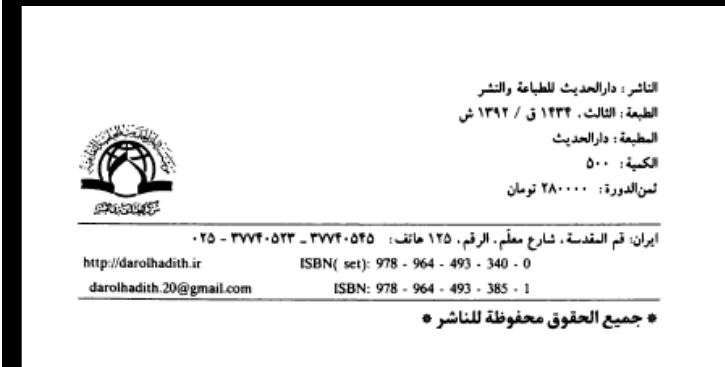 الناشر : دارالحديث للطباعة والنشر
الطبعة : الثالث، ۱۴۳۴ ق / ۱۳۹۲ ش
المطبعة : دارالحديث
الكمية : ۵۰۰
ثمن‌الدورة : ۲۸۰۰۰۰ تومان
ايران: قم المقدسة، شارع معلّم، الرقم، ۱۲۵ هاتف: ۳۷۷۴۰۵۴۵ ـ ۳۷۷۴۰۵۲۳ - ۰۲۵
http://darolhadith.ir ISBN( set): 978 - 964 - 493 - 340 - 0
darolhadith.20@gmail.com ISBN: 978 - 964 - 493 - 385 - 1
* جميع الحقوق محفوظة للناشر *